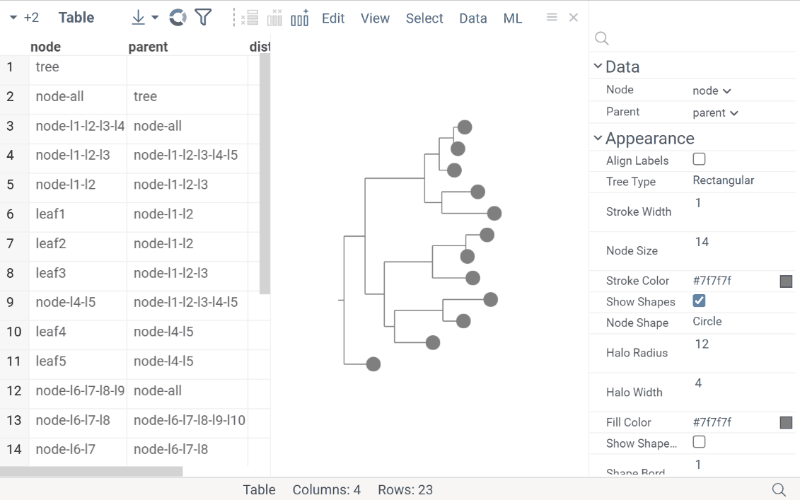 +2 Table Edit View Select Data ML
node parent dist
1 tree
2 node-all tree
3 node-l1-l2-l3-l4 node-all
4 node-l1-l2-l3 node-l1-l2-l3-l4-l5
5 node-l1-l2 node-l1-l2-l3
6 leaf1 node-l1-l2
7 leaf2 node-l1-l2
8 leaf3 node-l1-l2-l3
9 node-l4-l5 node-l1-l2-l3-l4-l5
10 leaf4 node-l4-l5
11 leaf5 node-l4-l5
12 node-l6-l7-l8-l9 node-all
13 node-l6-l7-l8 node-l6-l7-l8-l9-l10
14 node-l6-l7 node-l6-l7-l8
Data
Node node
Parent parent
Appearance
Align Labels
Tree Type Rectangular
Stroke Width 1
Node Size 14
Stroke Color #7f7f7f
Show Shapes
Node Shape Circle
Halo Radius 12
Halo Width 4
Fill Color #7f7f7f
Show Shape...
Shape Bord 1
Table Columns: 4 Rows: 23